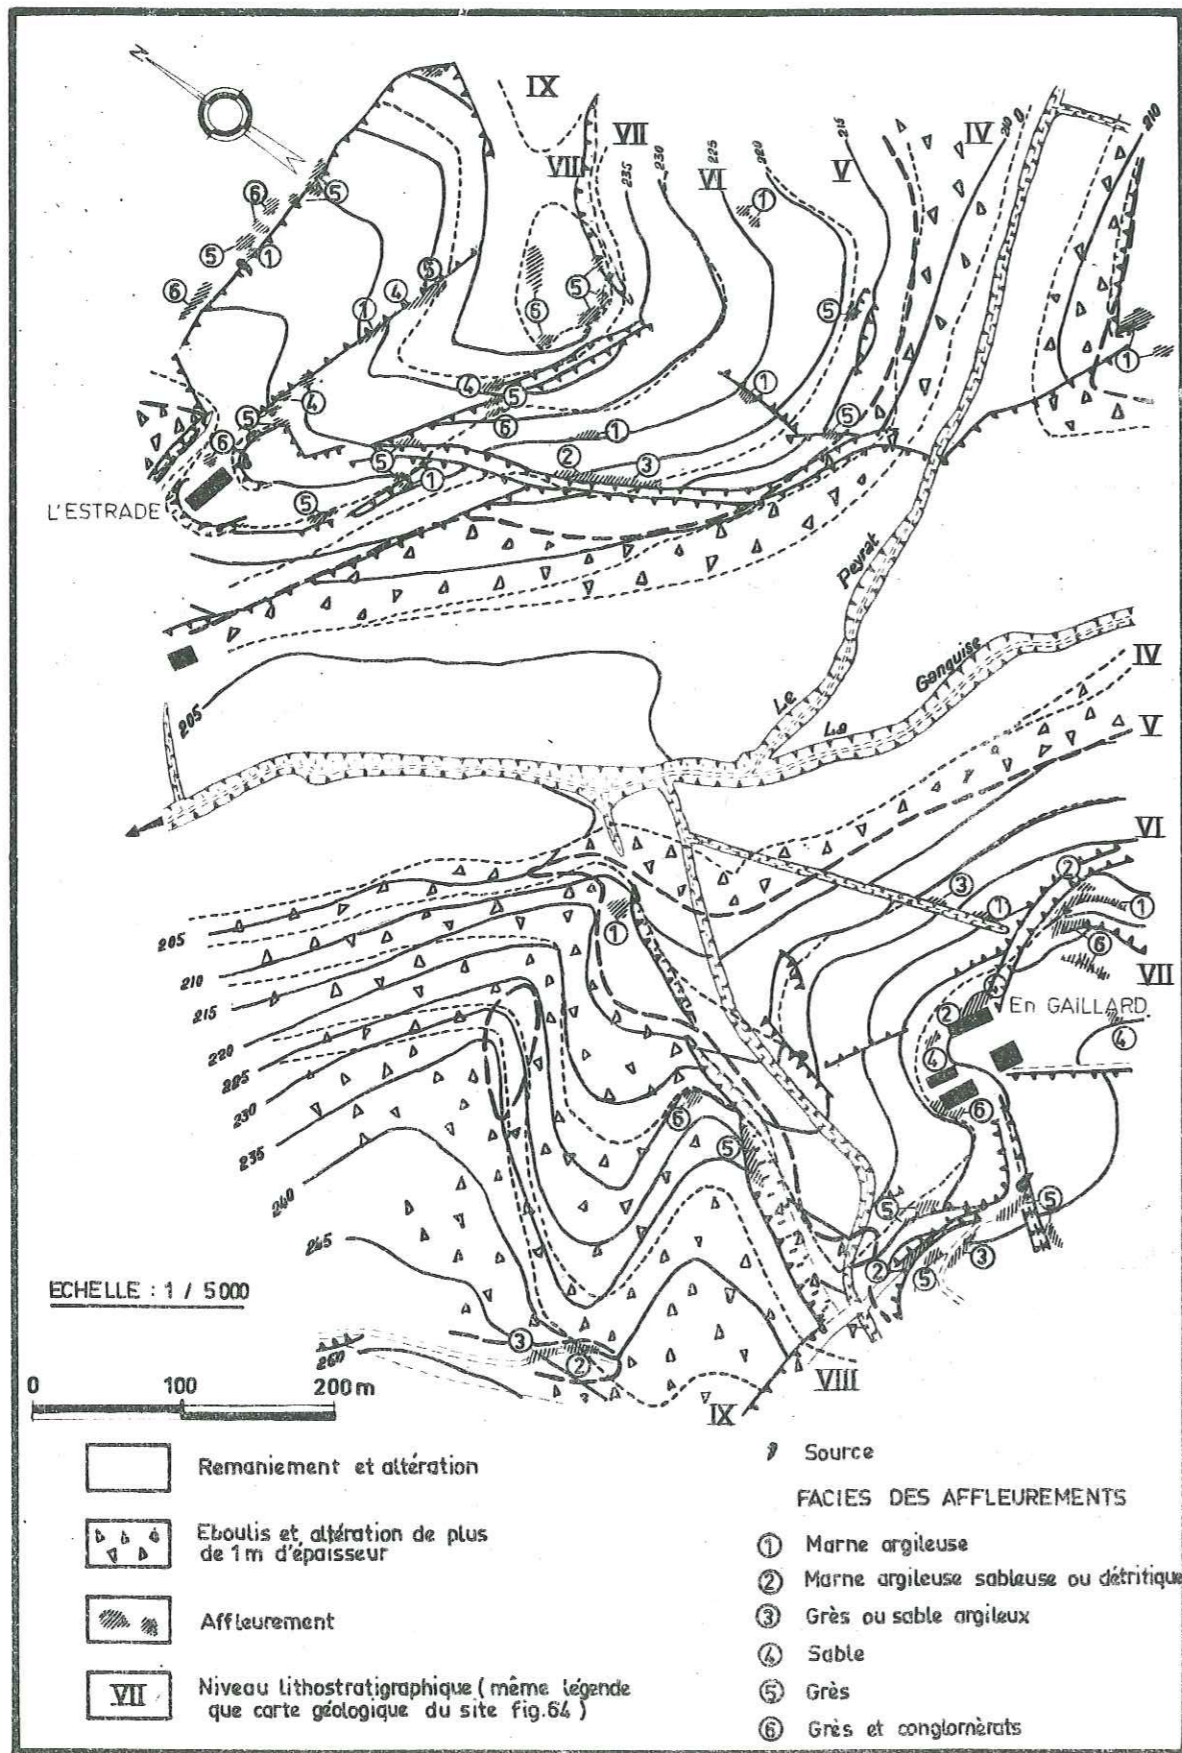 N
IX
VII
VII
235
230
VI
225
220
V
215
IV
210
210
6
5
5
1
6
1
4
5
6
5
1
5
1
1
4
5
6
4
5
6
5
1
2
3
1
5
5
L'ESTRADE
Peyrat
Le
Ganguise
La
205
IV
V
VI
VII
3
1
2
1
6
1
2
4
6
4
En GAILLARD
205
210
215
220
225
230
235
240
245
260
6
5
5
5
3
5
2
3
2
VIII
IX
ECHELLE : 1 / 5000
0 100 200 m
Remaniement et altération
Eboulis et altération de plus
de 1m d'épaisseur
Affleurement
VII
Niveau lithostratigraphique ( même légende
que carte géologique du site fig.64 )
Source
FACIES DES AFFLEUREMENTS
1 Marne argileuse
2 Marne argileuse sableuse ou détritique
3 Grès ou sable argileux
4 Sable
5 Grès
6 Grès et conglomérats